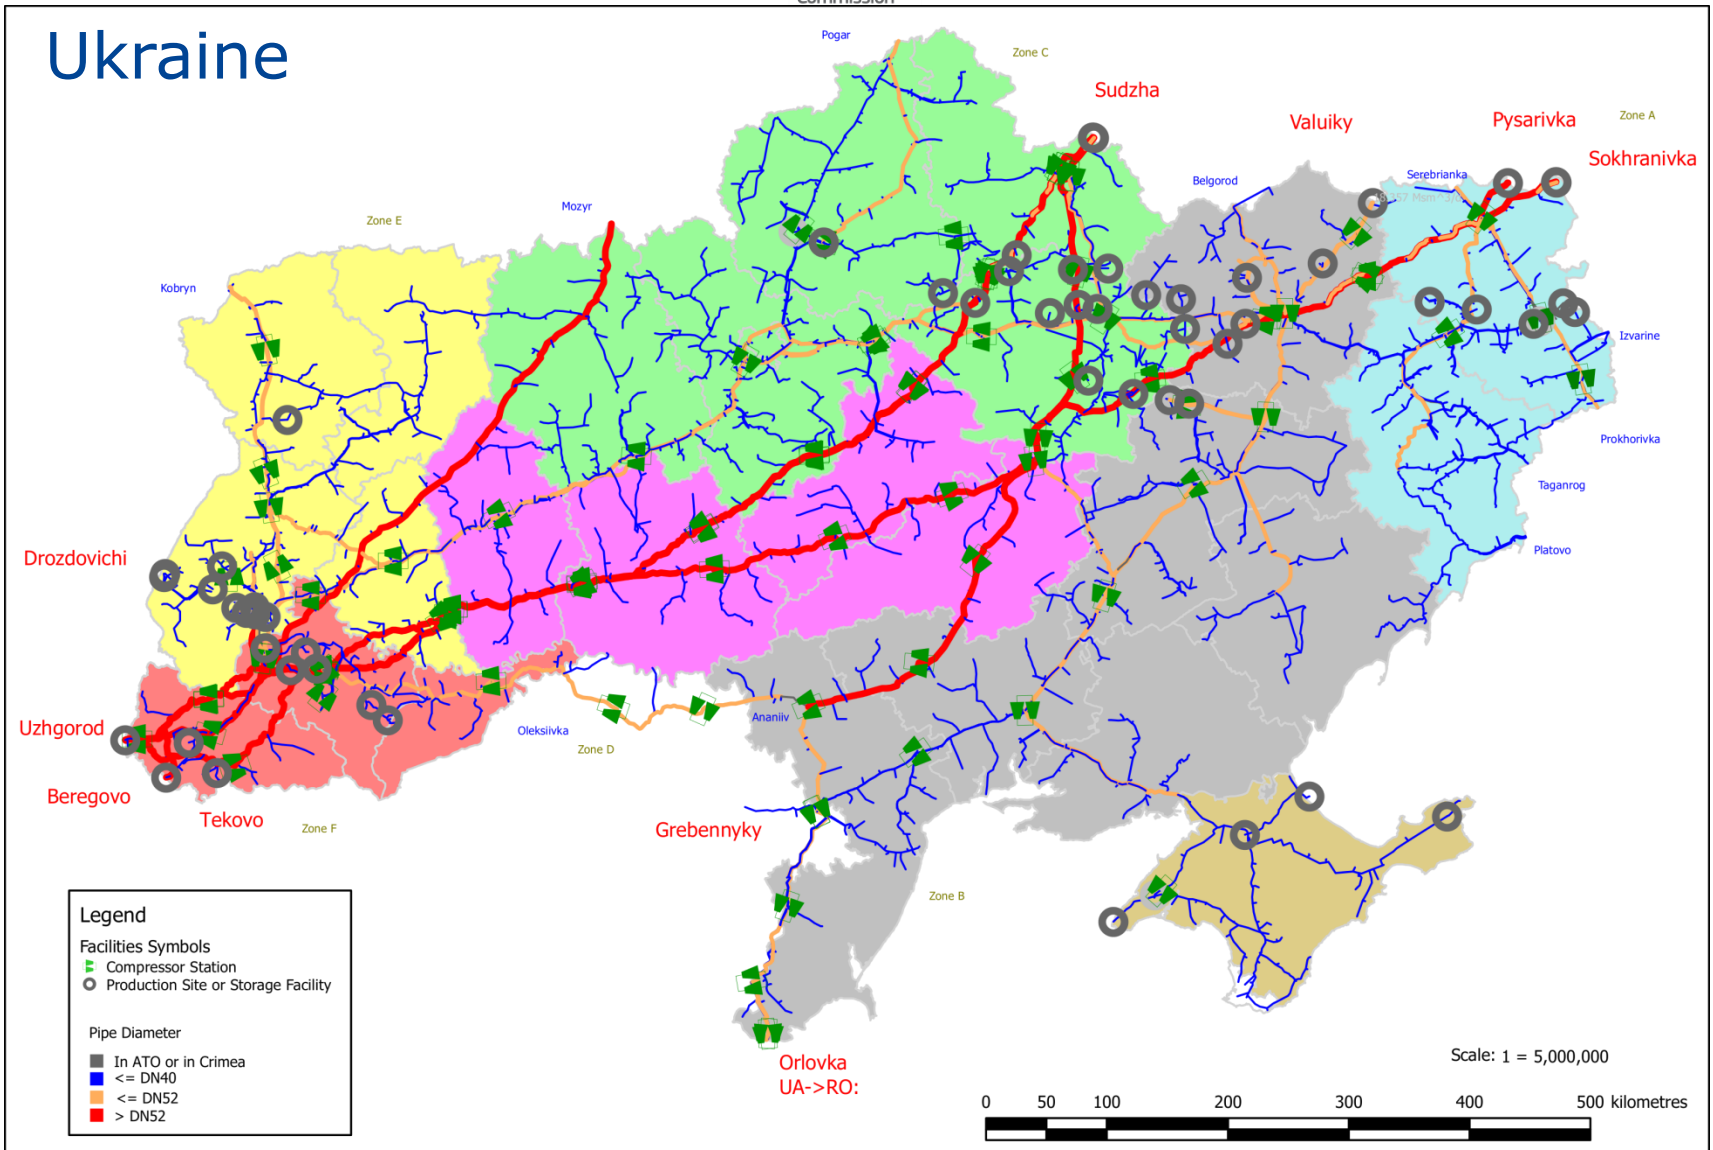 Commission
Ukraine
Pogar
Zone C
Sudzha
Valuiky
Pysarivka
Zone A
Sokhranivka
Serebrianka
Belgorod
Mozyr
Zone E
Kobryn
Izvarine
Prokhorivka
Taganrog
Platovo
Drozdovichi
Uzhgorod
Beregovo
Tekovo
Zone F
Oleksiivka
Zone D
Ananiiv
Grebennyky
Zone B
Orlovka
UA->RO:
Legend
Facilities Symbols
Compressor Station
Production Site or Storage Facility
Pipe Diameter
In ATO or in Crimea
<= DN40
<= DN52
> DN52
Scale: 1 = 5,000,000
0 50 100 200 300 400 500 kilometres